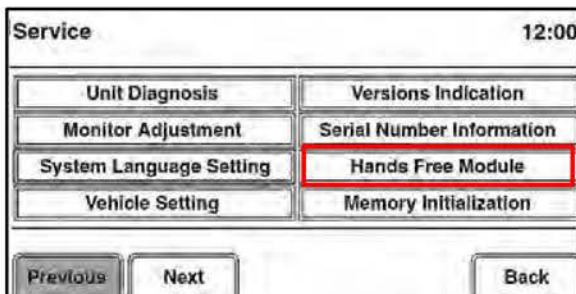 Service 12:00
Unit Diagnosis Versions Indication
Monitor Adjustment Serial Number Information
System Language Setting Hands Free Module
Vehicle Setting Memory Initialization
Previous Next Back